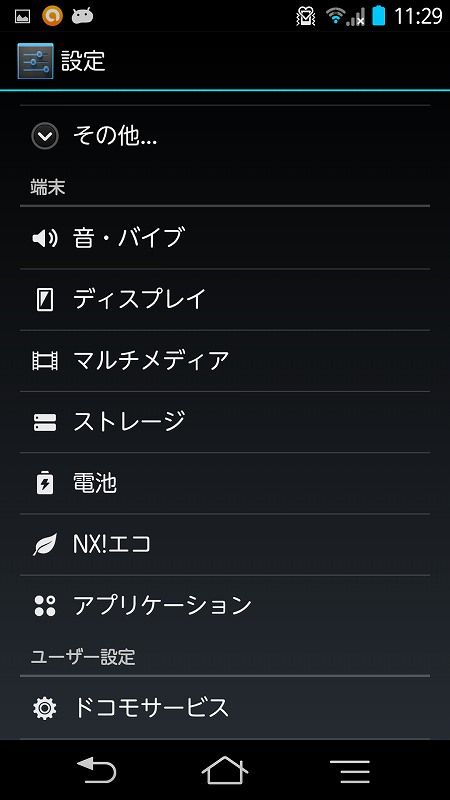 11:29
設定
その他...
端末
音・バイブ
ディスプレイ
マルチメディア
ストレージ
電池
NX!エコ
アプリケーション
ユーザー設定
ドコモサービス